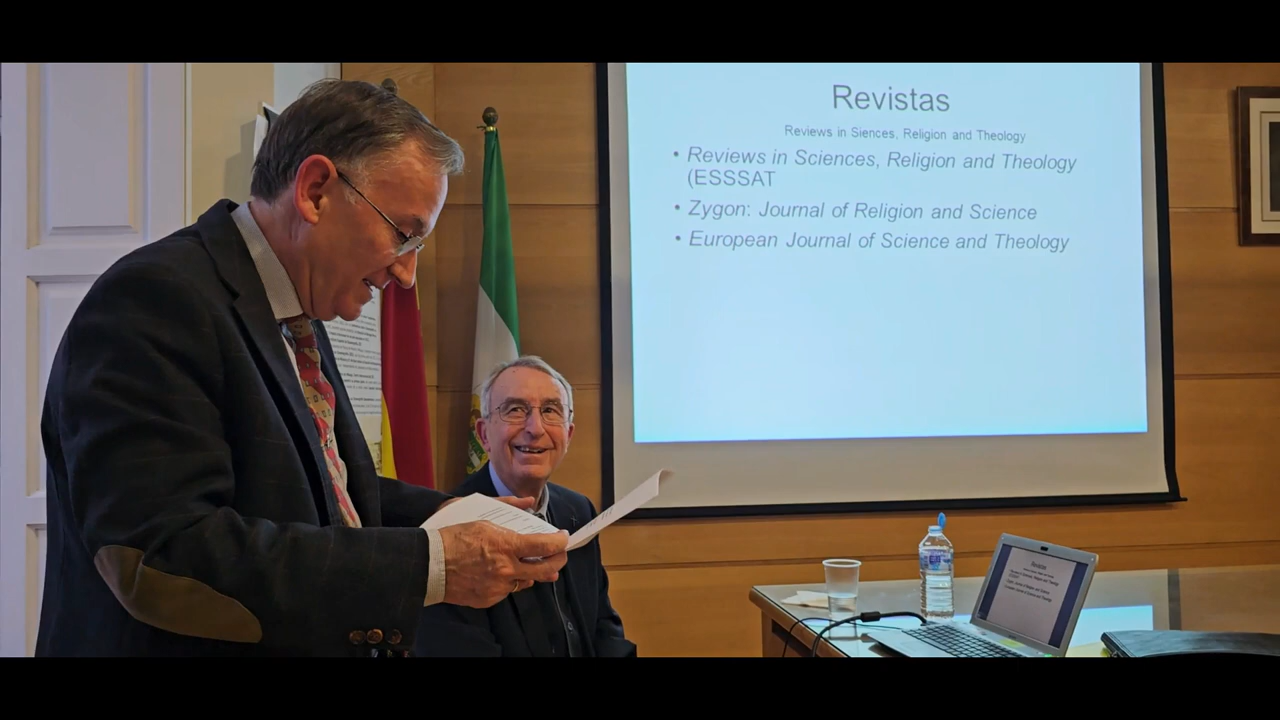 Revistas
Reviews in Siences, Religion and Theology
• Reviews in Sciences, Religion and Theology
(ESSSAT
• Zygon: Journal of Religion and Science
• European Journal of Science and Theology
Revistas